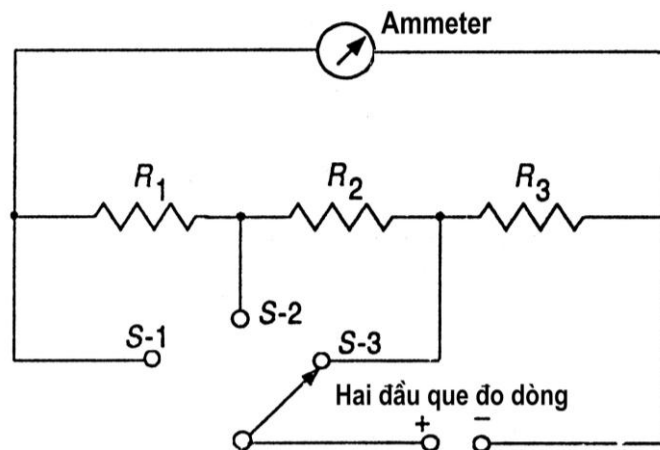 Ammeter
R1 R2 R3
S-2
S-1 S-3
Hai đầu que đo dòng
+ −